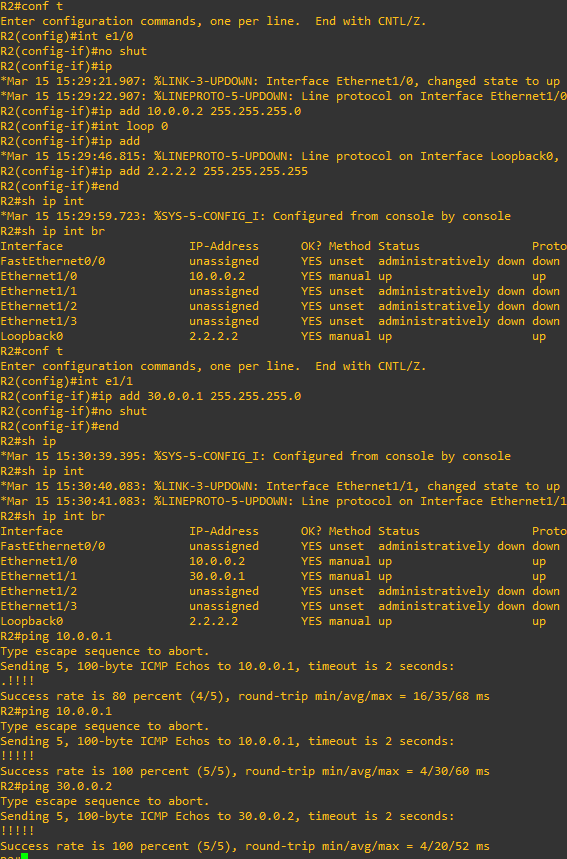 R2#conf t
Enter configuration commands, one per line.  End with CNTL/Z.
R2(config)#int e1/0
R2(config-if)#no shut
R2(config-if)#ip
*Mar 15 15:29:21.907: %LINK-3-UPDOWN: Interface Ethernet1/0, changed state to up
*Mar 15 15:29:22.907: %LINEPROTO-5-UPDOWN: Line protocol on Interface Ethernet1/0
R2(config-if)#ip add 10.0.0.2 255.255.255.0
R2(config-if)#int loop 0
R2(config-if)#ip add
*Mar 15 15:29:46.815: %LINEPROTO-5-UPDOWN: Line protocol on Interface Loopback0,
R2(config-if)#ip add 2.2.2.2 255.255.255.255
R2(config-if)#end
R2#sh ip int
*Mar 15 15:29:59.723: %SYS-5-CONFIG_I: Configured from console by console
R2#sh ip int br
Interface                  IP-Address      OK? Method Status                Proto
FastEthernet0/0            unassigned      YES unset  administratively down down
Ethernet1/0                10.0.0.2        YES manual up                    up
Ethernet1/1                unassigned      YES unset  administratively down down
Ethernet1/2                unassigned      YES unset  administratively down down
Ethernet1/3                unassigned      YES unset  administratively down down
Loopback0                  2.2.2.2         YES manual up                    up
R2#conf t
Enter configuration commands, one per line.  End with CNTL/Z.
R2(config)#int e1/1
R2(config-if)#ip add 30.0.0.1 255.255.255.0
R2(config-if)#no shut
R2(config-if)#end
R2#sh ip
*Mar 15 15:30:39.395: %SYS-5-CONFIG_I: Configured from console by console
R2#sh ip int
*Mar 15 15:30:40.083: %LINK-3-UPDOWN: Interface Ethernet1/1, changed state to up
*Mar 15 15:30:41.083: %LINEPROTO-5-UPDOWN: Line protocol on Interface Ethernet1/1
R2#sh ip int br
Interface                  IP-Address      OK? Method Status                Proto
FastEthernet0/0            unassigned      YES unset  administratively down down
Ethernet1/0                10.0.0.2        YES manual up                    up
Ethernet1/1                30.0.0.1        YES manual up                    up
Ethernet1/2                unassigned      YES unset  administratively down down
Ethernet1/3                unassigned      YES unset  administratively down down
Loopback0                  2.2.2.2         YES manual up                    up
R2#ping 10.0.0.1
Type escape sequence to abort.
Sending 5, 100-byte ICMP Echos to 10.0.0.1, timeout is 2 seconds:
.!!!!
Success rate is 80 percent (4/5), round-trip min/avg/max = 16/35/68 ms
R2#ping 10.0.0.1
Type escape sequence to abort.
Sending 5, 100-byte ICMP Echos to 10.0.0.1, timeout is 2 seconds:
!!!!!
Success rate is 100 percent (5/5), round-trip min/avg/max = 4/30/60 ms
R2#ping 30.0.0.2
Type escape sequence to abort.
Sending 5, 100-byte ICMP Echos to 30.0.0.2, timeout is 2 seconds:
!!!!!
Success rate is 100 percent (5/5), round-trip min/avg/max = 4/20/52 ms
R2#